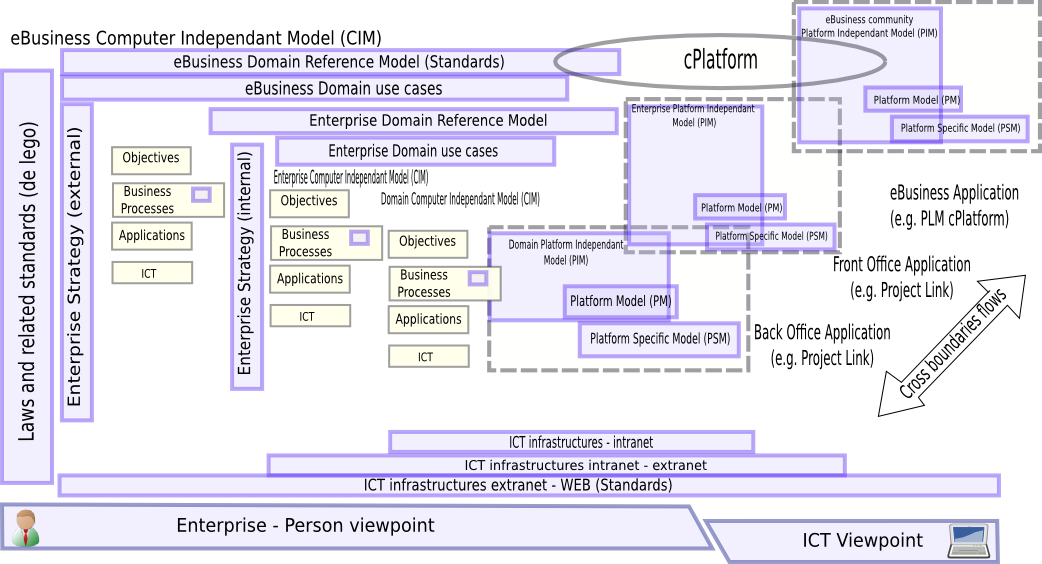 eBusiness Computer Independant Model (CIM)
eBusiness Domain Reference Model (Standards)
eBusiness Domain use cases
cPlatform
eBusiness community
Platform Independant Model (PIM)
Platform Model (PM)
Platform Specific Model (PSM)
Laws and related standards (de lego)
Enterprise Strategy (external)
Enterprise Domain Reference Model
Enterprise Domain use cases
Enterprise Strategy (internal)
Objectives
Business
Processes
Applications
ICT
Enterprise Computer Independant Model (CIM)
Objectives
Business
Processes
Applications
ICT
Domain Computer Independant Model (CIM)
Objectives
Business
Processes
Applications
ICT
Enterprise Platform Independant
Model (PIM)
Platform Model (PM)
Platform Specific Model (PSM)
Domain Platform Independant
Model (PIM)
Platform Model (PM)
Platform Specific Model (PSM)
eBusiness Application
(e.g. PLM cPlatform)
Front Office Application
(e.g. Project Link)
Back Office Application
(e.g. Project Link)
Cross boundaries flows
ICT infrastructures - intranet
ICT infrastructures intranet - extranet
ICT infrastructures extranet - WEB (Standards)
Enterprise - Person viewpoint
ICT Viewpoint